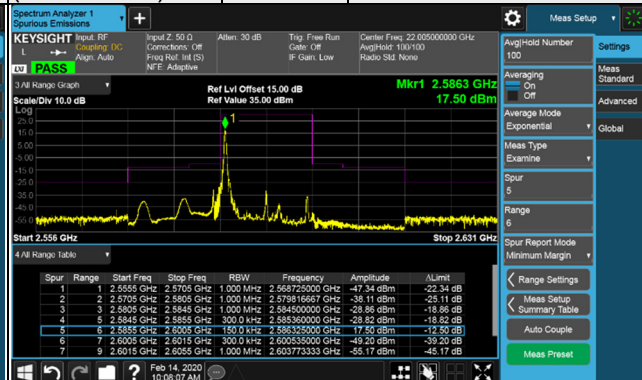 Spectrum Analyzer 1
Spurious Emissions
Meas Setup
KEYSIGHT
Input: RF
Coupling: DC
Align: Auto
Input Z: 50 Ω
Corrections: Off
Freq Ref: Int (S)
NFE: Adaptive
Atten: 30 dB
Trig: Free Run
Gate: Off
IF Gain: Low
Center Freq: 22.005000000 GHz
Avg|Hold: 100/100
Radio Std: None
L
LXI
PASS
3 All Range Graph
Scale/Div 10.0 dB
Ref Lvl Offset 15.00 dB
Ref Value 35.00 dBm
Mkr1 2.5863 GHz
17.50 dBm
Log
25.0
15.0
5.00
-5.00
-15.0
-25.0
-35.0
-45.0
-55.0
1
Start 2.556 GHz
Stop 2.631 GHz
4 All Range Table
Spur Range Start Freq Stop Freq RBW Frequency Amplitude ΔLimit
1 1 2.5555 GHz 2.5705 GHz 1.000 MHz 2.568725000 GHz -47.34 dBm -22.34 dB
2 2 2.5705 GHz 2.5805 GHz 1.000 MHz 2.579816667 GHz -38.11 dBm -25.11 dB
3 3 2.5805 GHz 2.5845 GHz 1.000 MHz 2.584500000 GHz -28.86 dBm -18.86 dB
4 5 2.5845 GHz 2.5855 GHz 300.0 kHz 2.585360000 GHz -28.82 dBm -18.82 dB
5 6 2.5855 GHz 2.6005 GHz 150.0 kHz 2.586325000 GHz 17.50 dBm -12.50 dB
6 7 2.6005 GHz 2.6015 GHz 300.0 kHz 2.600535000 GHz -49.20 dBm -39.20 dB
7 9 2.6015 GHz 2.6055 GHz 1.000 MHz 2.603773333 GHz -55.17 dBm -45.17 dB
Feb 14, 2020
10:08:07 AM
Avg|Hold Number
100
Averaging
On
Off
Average Mode
Exponential
Meas Type
Examine
Spur
5
Range
6
Spur Report Mode
Minimum Margin
Range Settings
Meas Setup
Summary Table
Auto Couple
Meas Preset
Settings
Meas
Standard
Advanced
Global